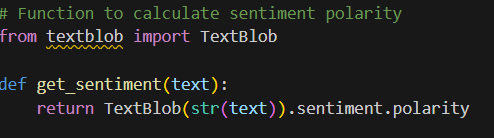 # Function to calculate sentiment polarity
from textblob import TextBlob
def get_sentiment(text):
    return TextBlob(str(text)).sentiment.polarity